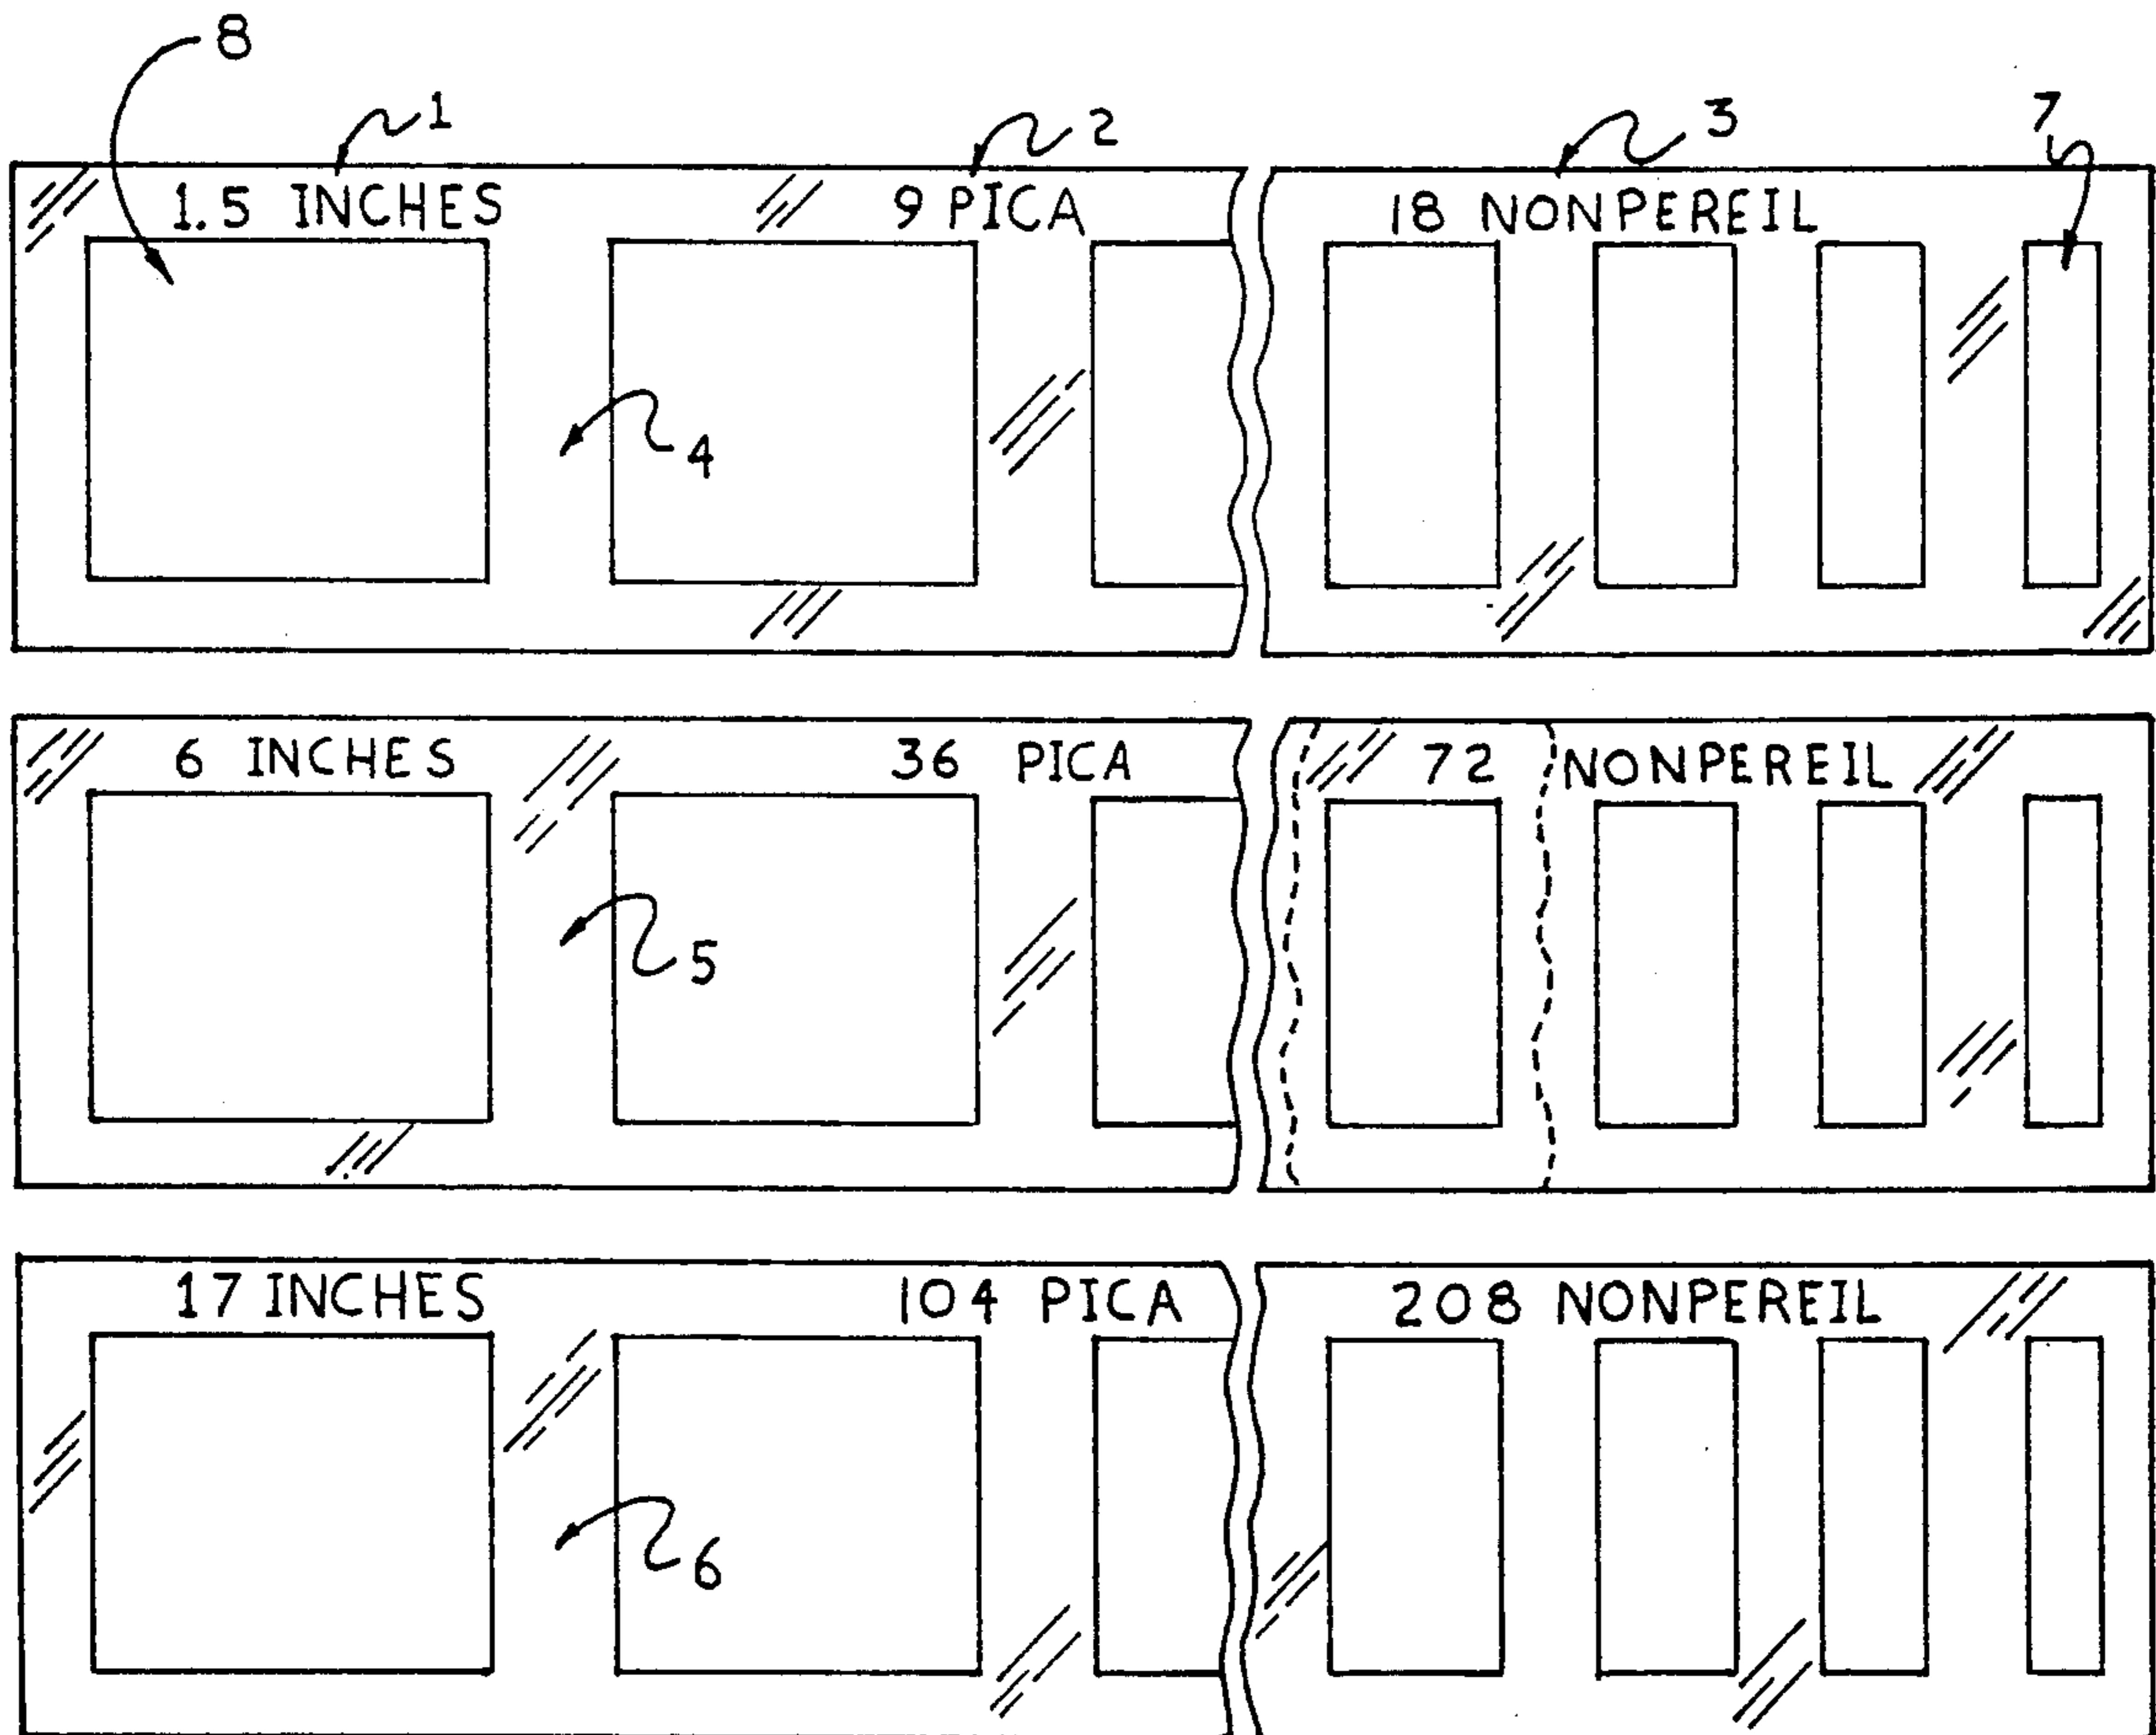 8
1 2 3 7
1.5 INCHES 9 PICA 18 NONPEREIL
4
6 INCHES 36 PICA 72 NONPEREIL
5
17 INCHES 104 PICA 208 NONPEREIL
6